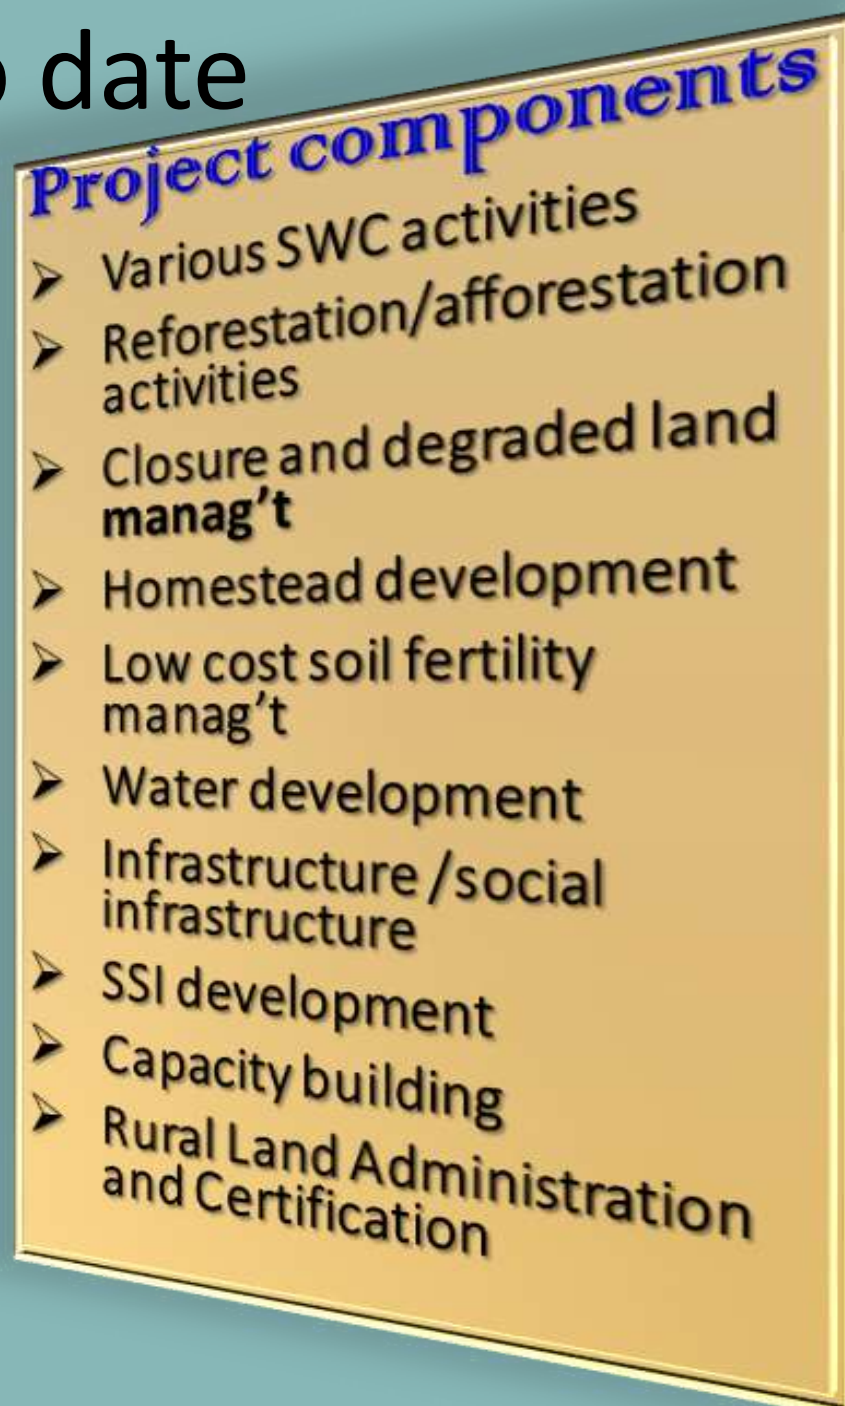 date
Project components
➢ Various SWC activities
➢ Reforestation/afforestation
activities
➢ Closure and degraded land
manag't
➢ Homestead development
➢ Low cost soil fertility
manag't
➢ Water development
➢ Infrastructure /social
infrastructure
➢ SSI development
➢ Capacity building
➢ Rural Land Administration
and Certification